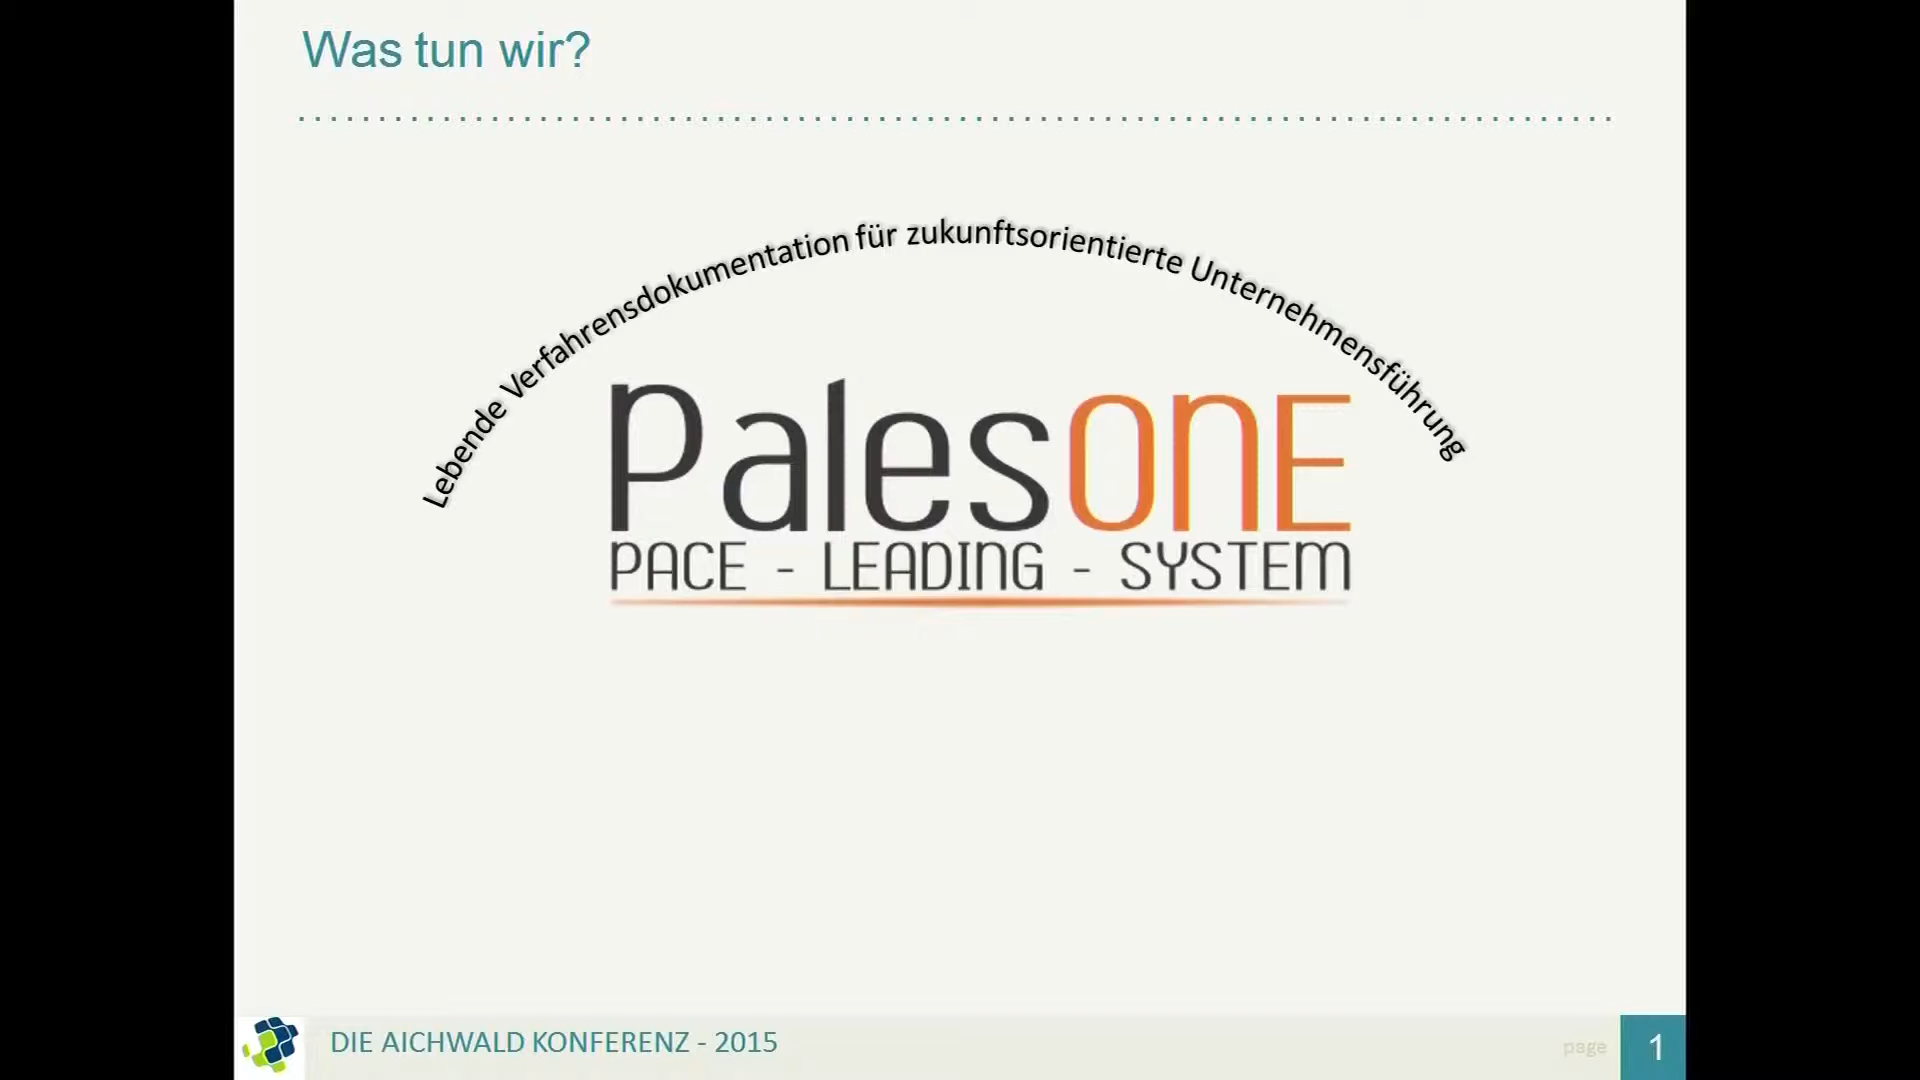 Was tun wir?
Lebende Verfahrensdokumentation für zukunftsorientierte Unternehmensführung
PalesONE
PACE - LEADING - SYSTEM
DIE AICHWALD KONFERENZ - 2015
page 1